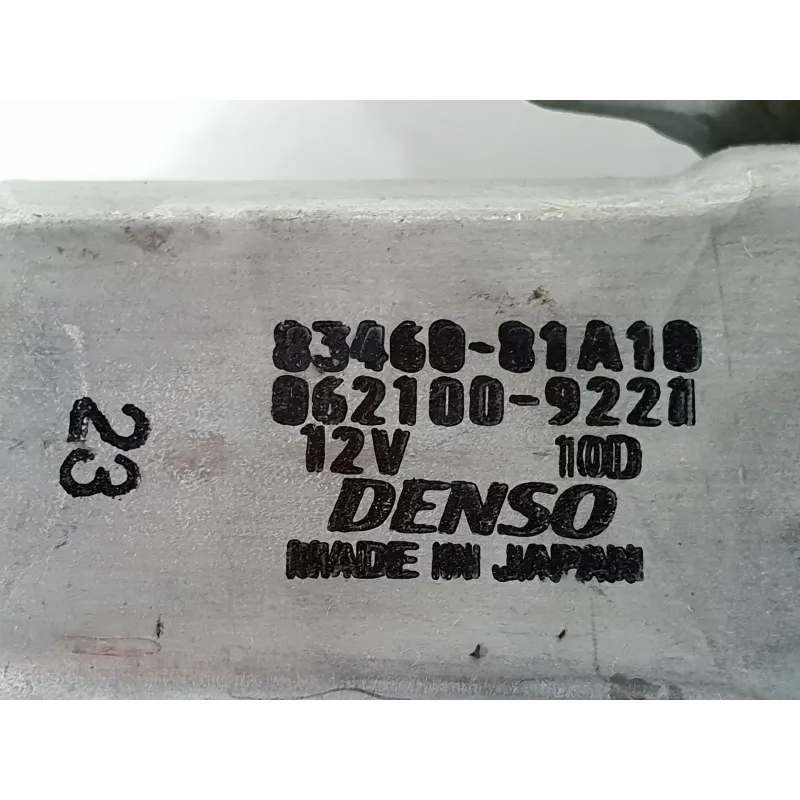 83460-81A10
062100-9221
12V 10D
DENSO
MADE IN JAPAN
23